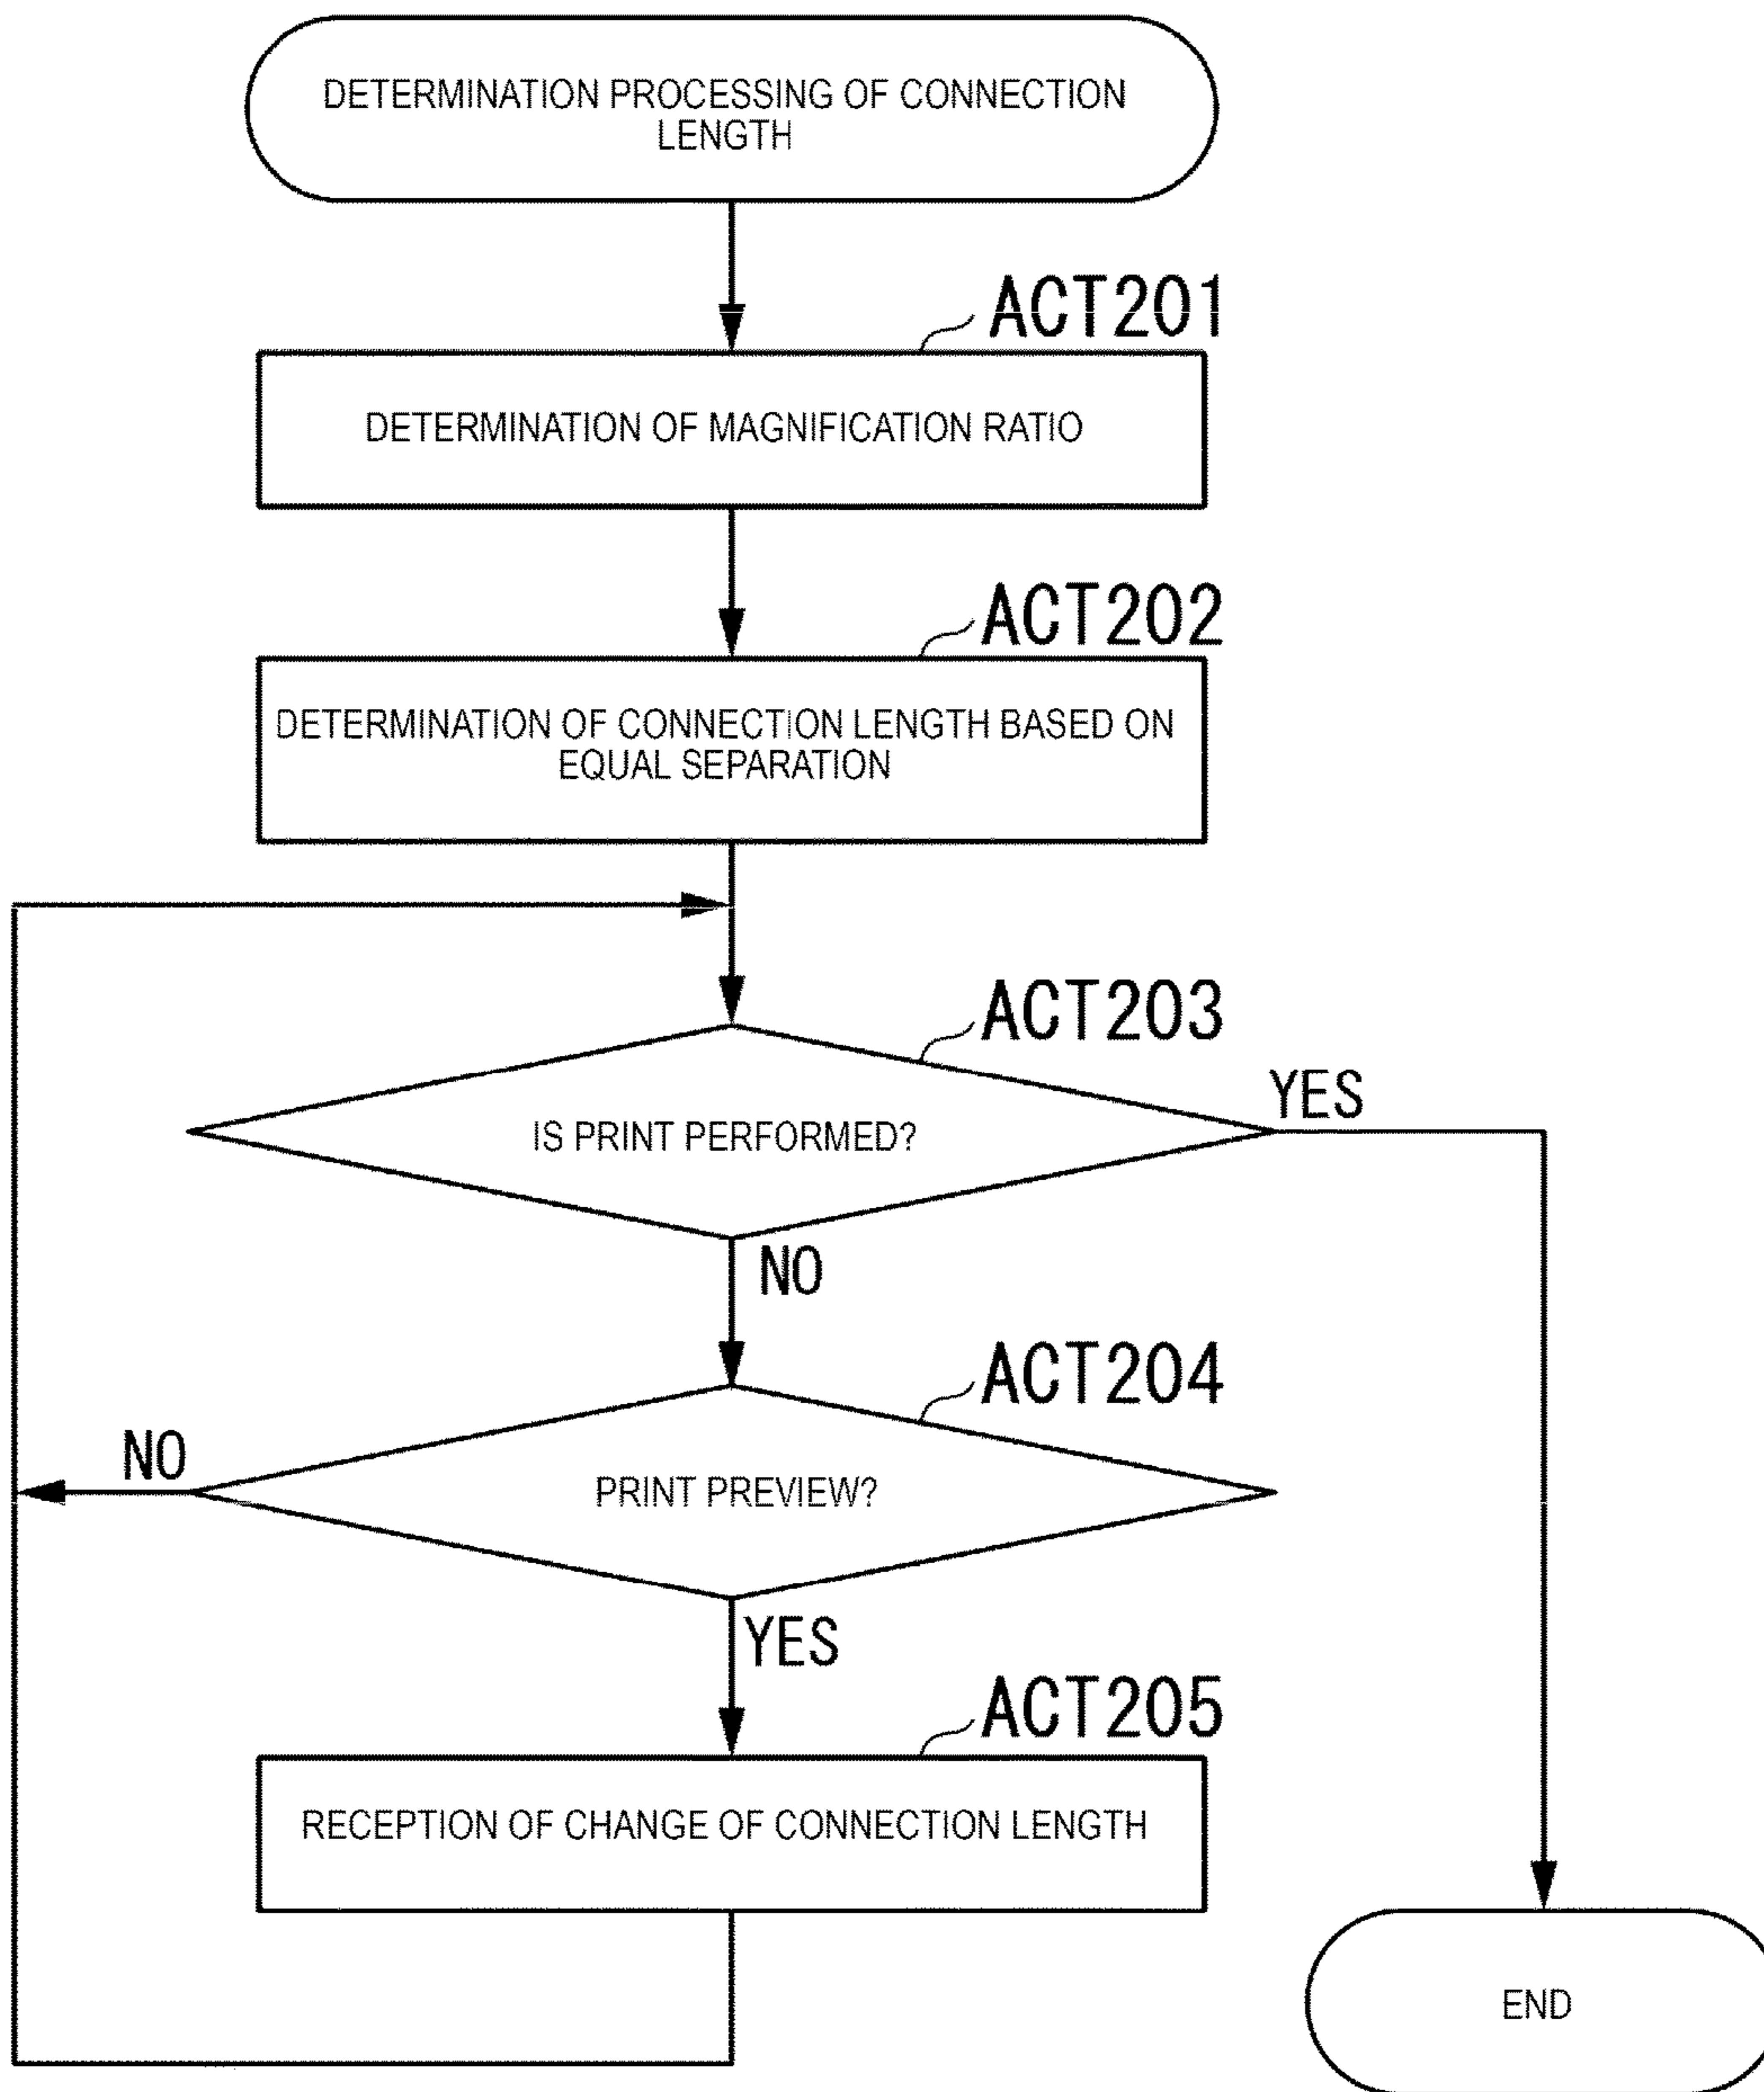 DETERMINATION PROCESSING OF CONNECTION
LENGTH
ACT201
DETERMINATION OF MAGNIFICATION RATIO
ACT202
DETERMINATION OF CONNECTION LENGTH BASED ON
EQUAL SEPARATION
ACT203
YES
IS PRINT PERFORMED?
NO
ACT204
NO
PRINT PREVIEW?
YES
ACT205
RECEPTION OF CHANGE OF CONNECTION LENGTH
END